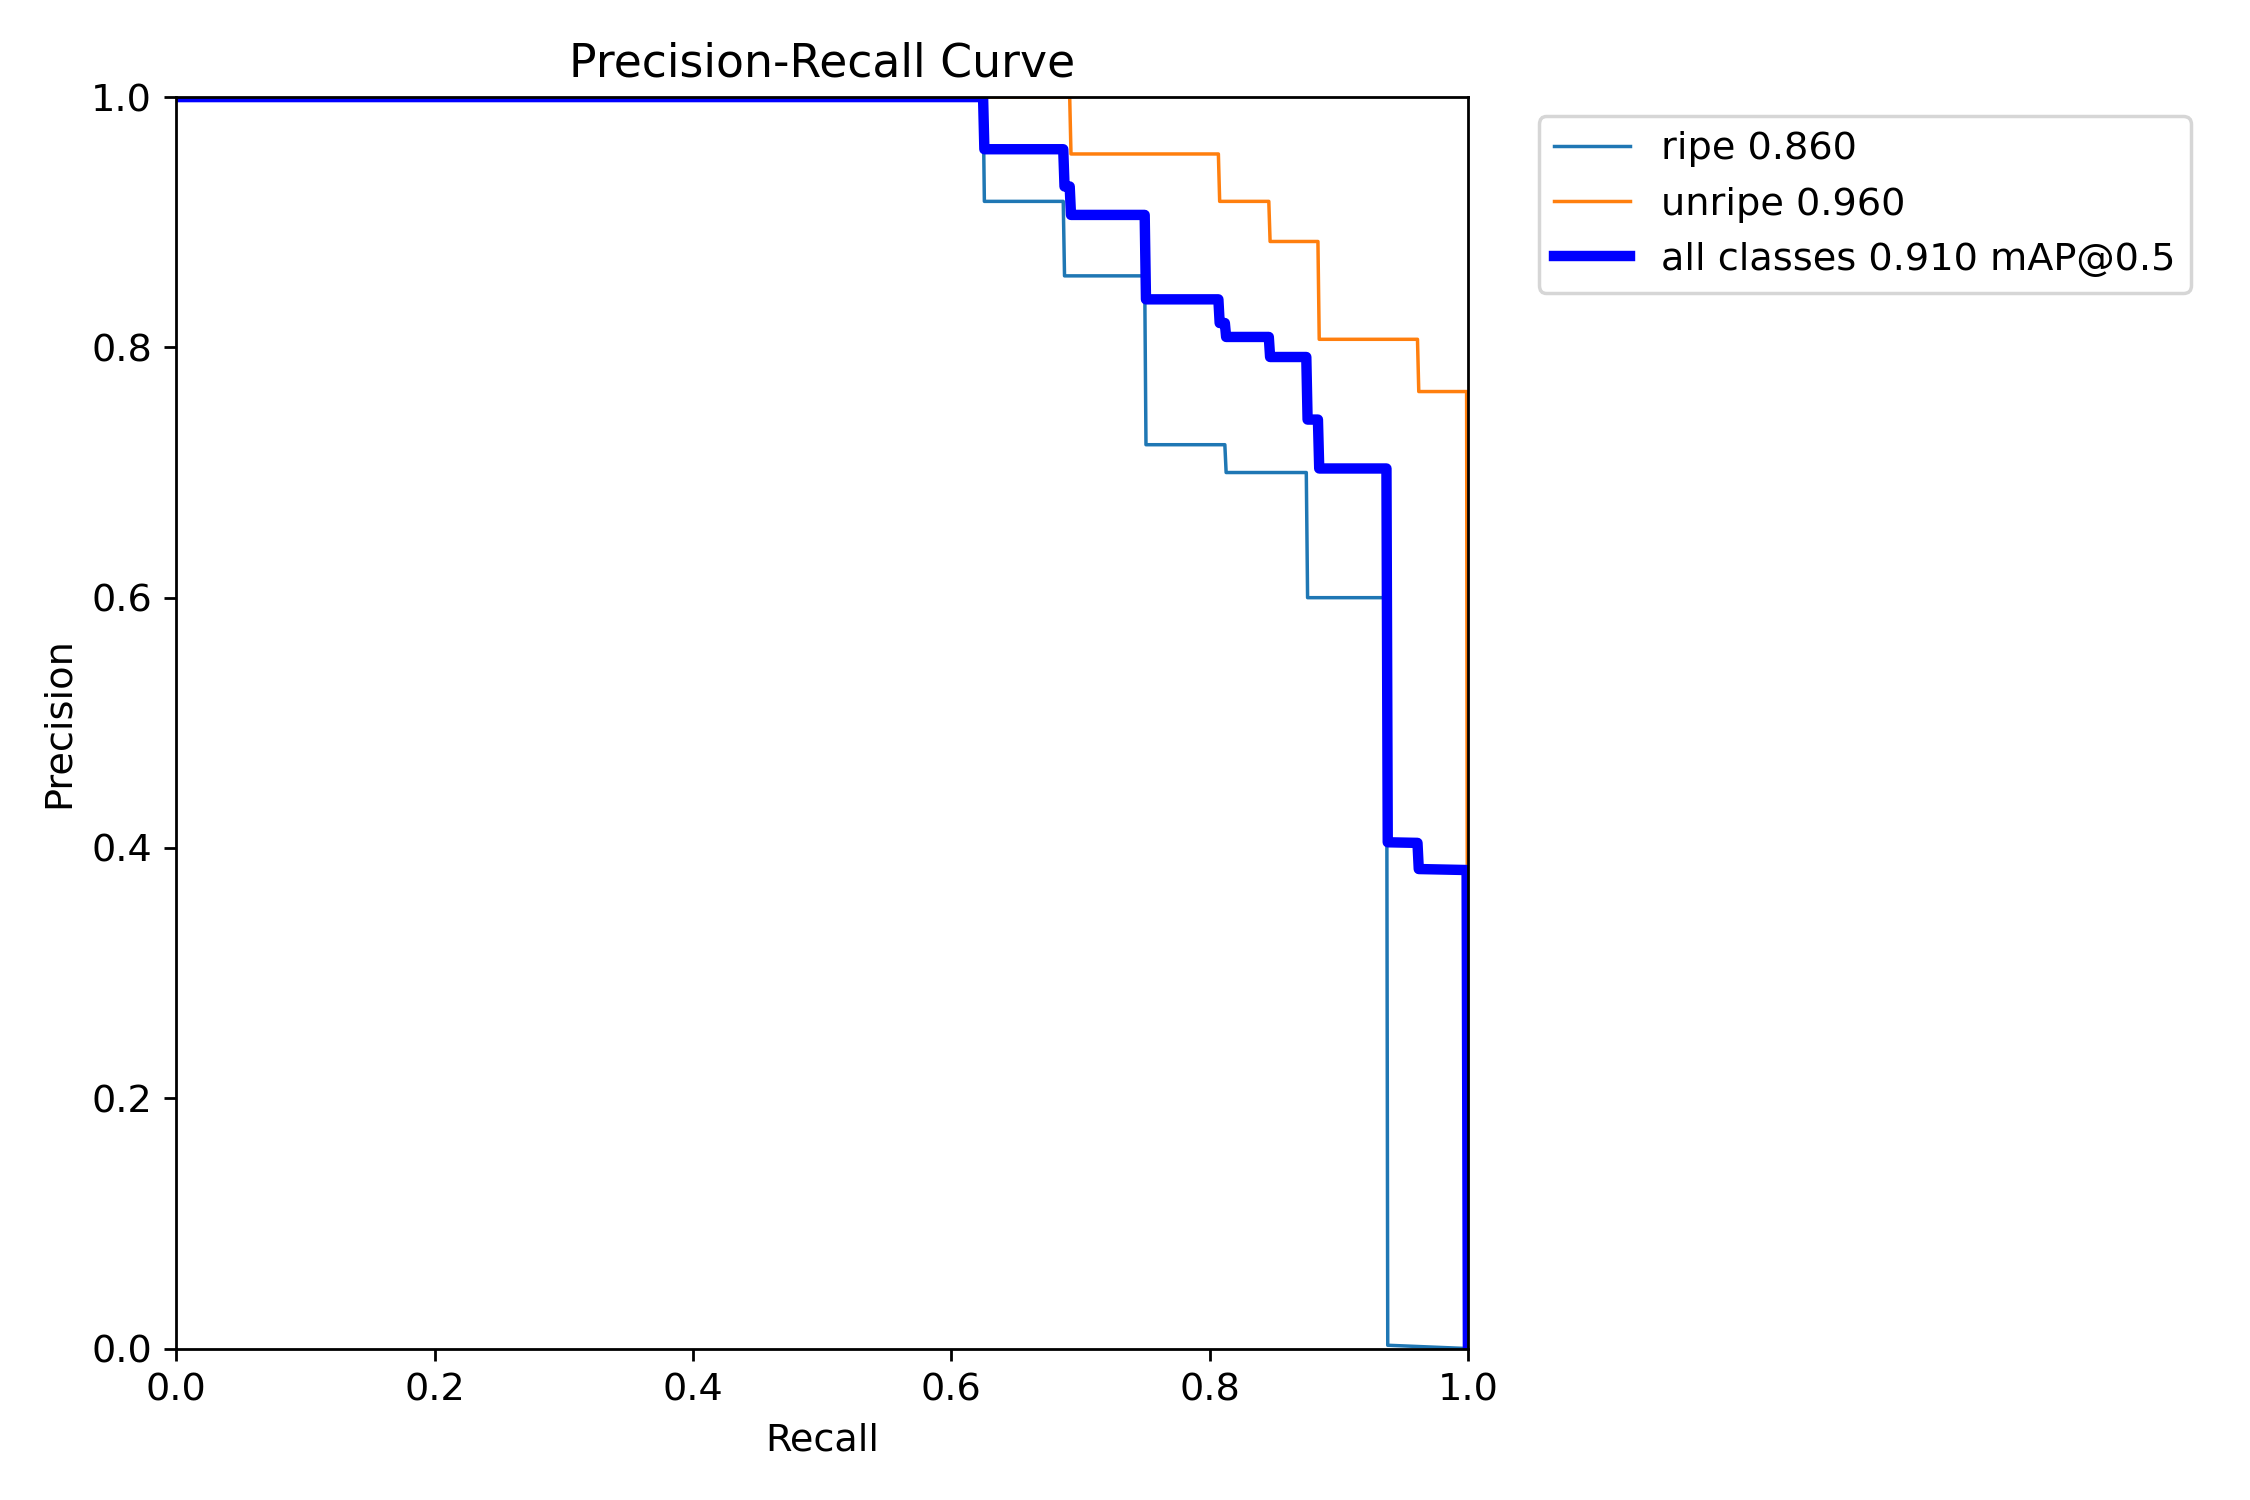 Precision-Recall Curve
1.0
0.8
0.6
0.4
0.2
0.0
Precision
0.0 0.2 0.4 0.6 0.8 1.0
Recall
ripe 0.860
unripe 0.960
all classes 0.910 mAP@0.5